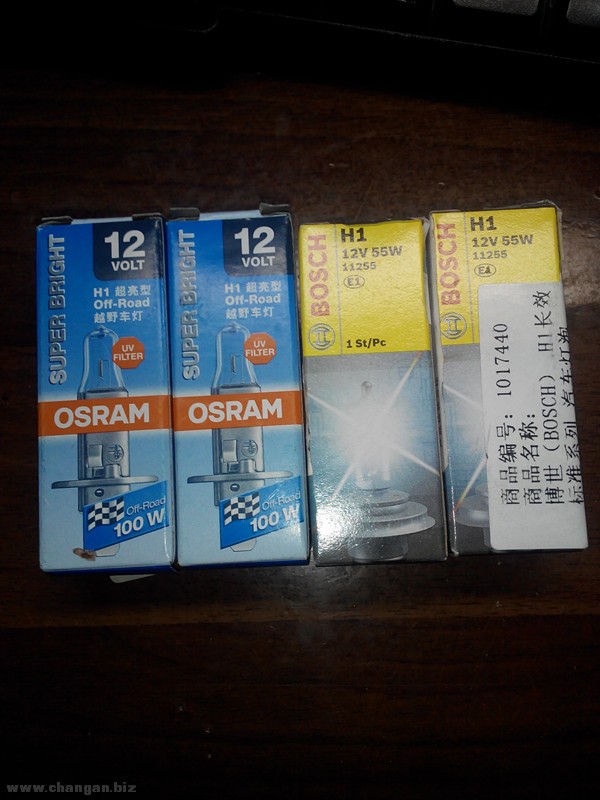 SUPER BRIGHT
12
VOLT
H1 超亮型
Off-Road
越野车灯
UV
FILTER
OSRAM
Off-Road
100 W
SUPER BRIGHT
12
VOLT
H1 超亮型
Off-Road
越野车灯
UV
FILTER
OSRAM
Off-Road
100 W
BOSCH
H1
12V 55W
11255
E1
1 St/Pc
BOSCH
H1
12V 55W
11255
商品编号: 1017440
商品名称:
博世 (BOSCH) H1长效
标准系列 汽车灯泡
www.changan.biz